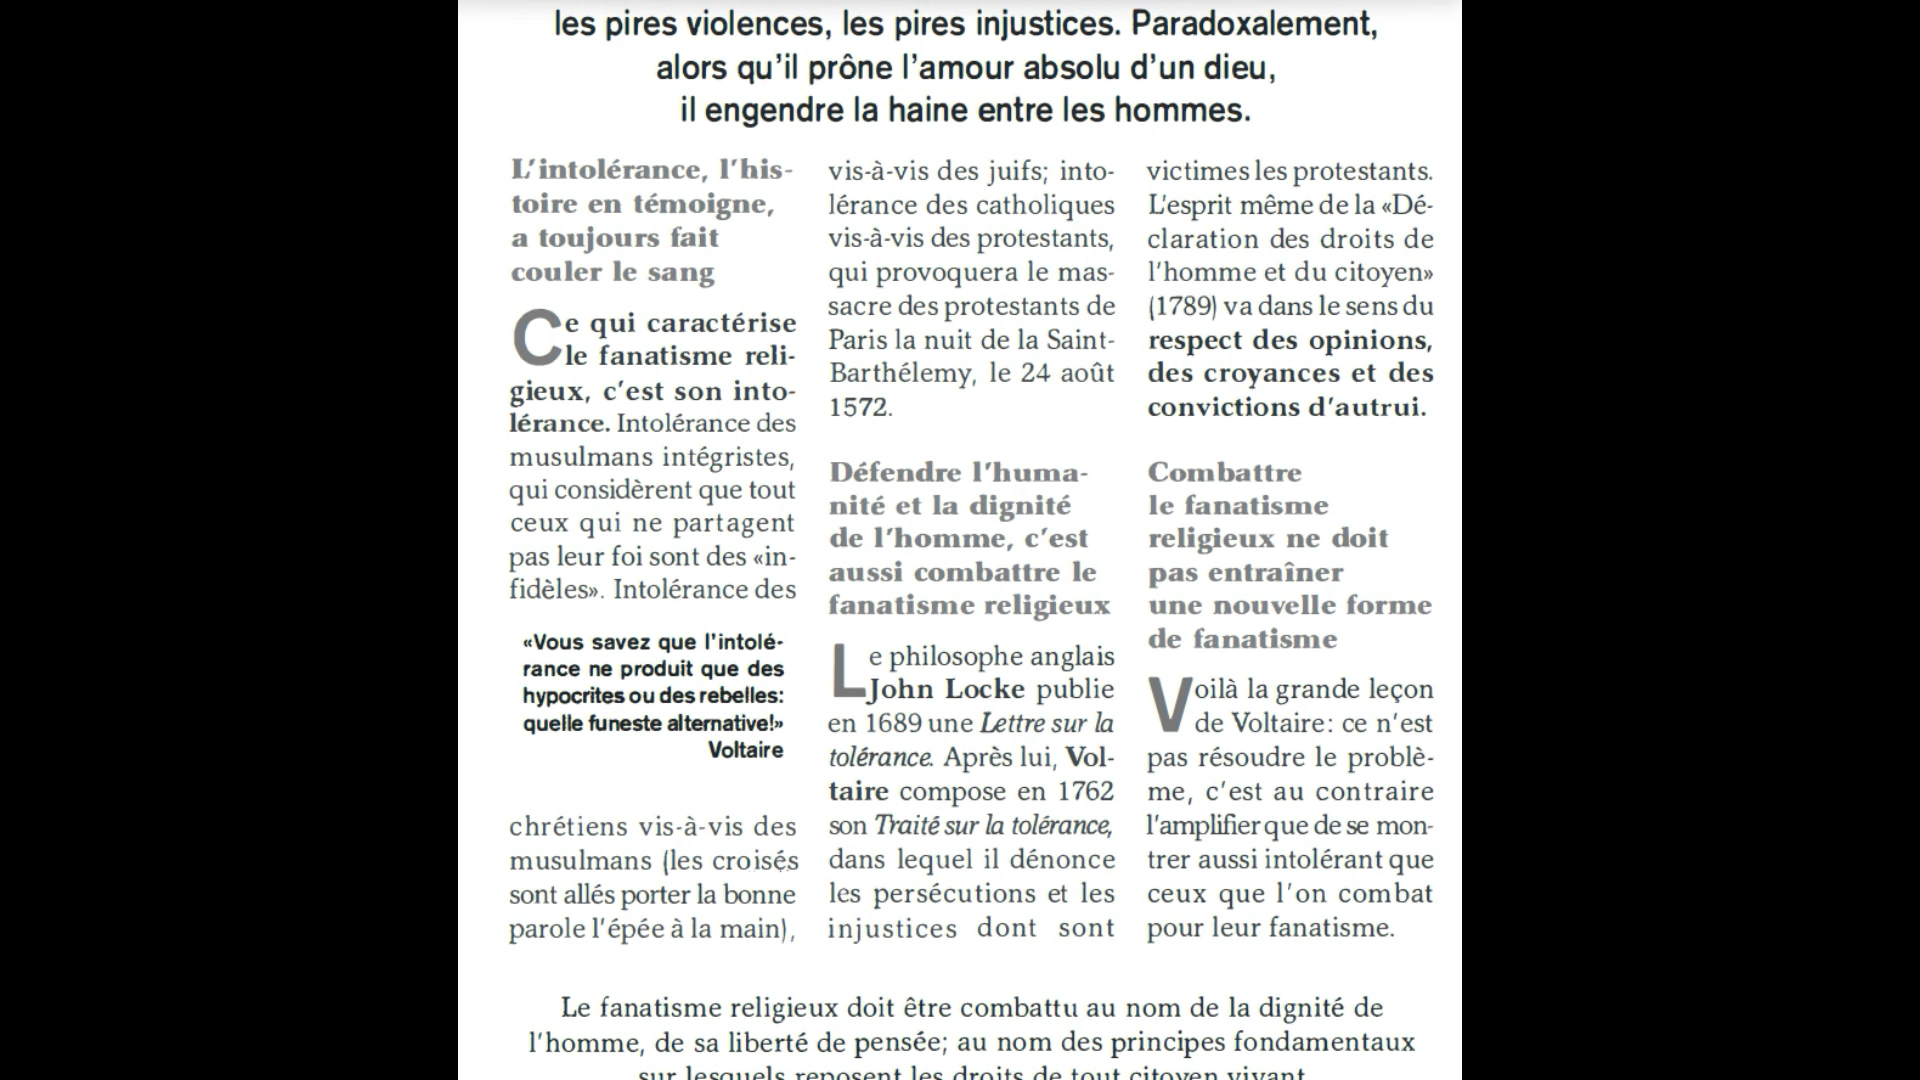 les pires violences, les pires injustices. Paradoxalement,
alors qu'il prône l'amour absolu d'un dieu,
il engendre la haine entre les hommes.
L'intolérance, l'his-
toire en témoigne,
a toujours fait
couler le sang
Ce qui caractérise
le fanatisme reli-
gieux, c'est son into-
lérance. Intolérance des
musulmans intégristes,
qui considèrent que tout
ceux qui ne partagent
pas leur foi sont des «in-
fidèles». Intolérance des
«Vous savez que l'intolé-
rance ne produit que des
hypocrites ou des rebelles:
quelle funeste alternative!»
Voltaire
chrétiens vis-à-vis des
musulmans (les croisés
sont allés porter la bonne
parole l'épée à la main),
vis-à-vis des juifs; into-
lérance des catholiques
vis-à-vis des protestants,
qui provoquera le mas-
sacre des protestants de
Paris la nuit de la Saint-
Barthélemy, le 24 août
1572.
Défendre l'huma-
nité et la dignité
de l'homme, c'est
aussi combattre le
fanatisme religieux
Le philosophe anglais
John Locke publie
en 1689 une Lettre sur la
tolérance. Après lui, Vol-
taire compose en 1762
son Traité sur la tolérance,
dans lequel il dénonce
les persécutions et les
injustices dont sont
victimes les protestants.
L'esprit même de la «Dé-
claration des droits de
l'homme et du citoyen»
(1789) va dans le sens du
respect des opinions,
des croyances et des
convictions d'autrui.
Combattre
le fanatisme
religieux ne doit
pas entraîner
une nouvelle forme
de fanatisme
Voilà la grande leçon
de Voltaire: ce n'est
pas résoudre le problè-
me, c'est au contraire
l'amplifier que de se mon-
trer aussi intolérant que
ceux que l'on combat
pour leur fanatisme.
Le fanatisme religieux doit être combattu au nom de la dignité de
l'homme, de sa liberté de pensée; au nom des principes fondamentaux
sur lesquels reposent les droits de tout citoyen vivant